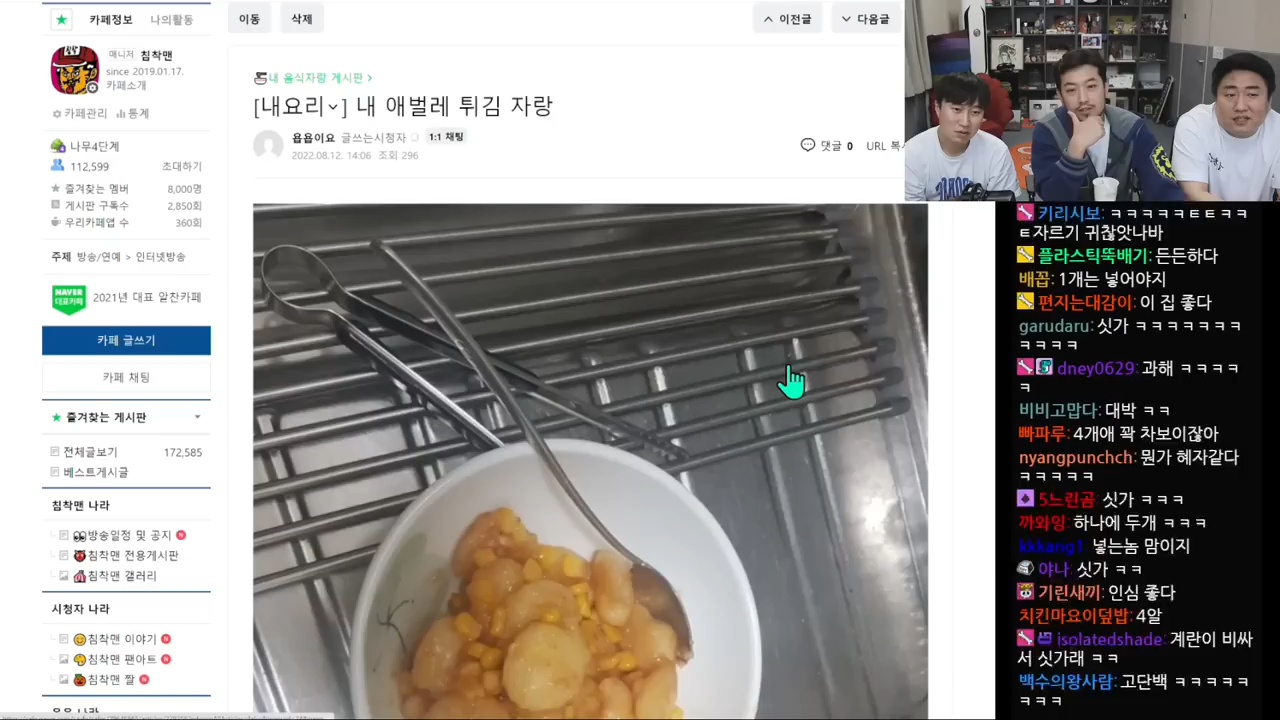 카페정보 나의활동
매니저 침착맨
since 2019.01.17.
카페소개
카페관리 통계
나무4단계
112,599 초대하기
즐겨찾는 멤버 8,000명
게시판 구독수 2,850회
우리카페앱 수 360회
주제 방송/연예 > 인터넷방송
NAVER
대표카페
2021년 대표 알찬카페
카페 글쓰기
카페 채팅
즐겨찾는 게시판
전체글보기 172,585
베스트게시글
침착맨 나라
방송일정 및 공지 N
침착맨 전용게시판
침착맨 갤러리
시청자 나라
침착맨 이야기 N
침착맨 팬아트 N
침착맨 짤 N
이동 삭제 이전글 다음글
내 음식자랑 게시판 >
[내요리~] 내 애벌레 튀김 자랑
욥욥이요 글쓰는시청자 1:1 채팅
2022.08.12. 14:06 조회 296
댓글 0 URL 복
키리시보: ㅋㅋㅋㅋㅋㅌㅌㅋㅋ
ㅌ자르기 귀찮앗나바
플라스틱뚝배기: 든든하다
배꼽: 1개는 넣어야지
편지는대감이: 이 집 좋다
garudaru: 싯가 ㅋㅋㅋㅋㅋㅋㅋ
ㅋㅋㅋㅋ
dney0629: 과해 ㅋㅋㅋㅋ
ㅋ
비비고맙다: 대박 ㅋㅋ
빠파루: 4개애 꽉 차보이잖아
nyangpunchch: 뭔가 혜자같다
ㅋㅋㅋㅋㅋ
5느린곰: 싯가 ㅋㅋㅋ
까와잉: 하나에 두개 ㅋㅋㅋ
kkkang1: 넣는놈 맘이지
야나: 싯가 ㅋㅋ
기린새끼: 인심 좋다
치킨마요이덮밥: 4알
isolatedshade: 계란이 비싸
서 싯가래 ㅋㅋ
백수의왕사람: 고단백 ㅋㅋㅋㅋㅋ
ㅋㅋㅋ